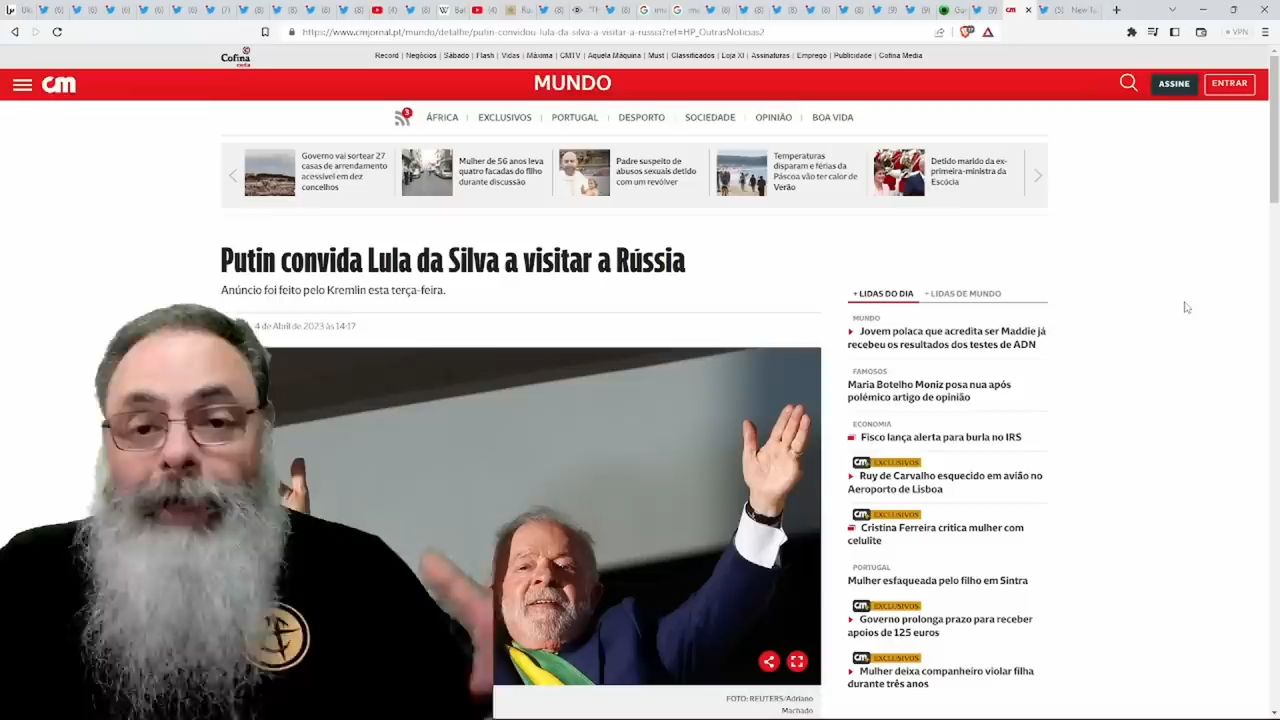 https://www.cmjornal.pt/mundo/detalhe/putin-convidou-lula-da-silva-a-visitar-a-russia?ref=HP_OutrasNoticias2
VPN
Cofina
media
Record | Negócios | Sábado | Flash | Vidas | Máxima | CMTV | Aquela Máquina | Must | Classificados | Loja XI | Assinaturas | Emprego | Publicidade | Cofina Media
cm
MUNDO
ASSINE
ENTRAR
3
ÁFRICA | EXCLUSIVOS | PORTUGAL | DESPORTO | SOCIEDADE | OPINIÃO | BOA VIDA
Governo vai sortear 27
casas de arrendamento
acessível em dez
concelhos
Mulher de 56 anos leva
quatro facadas do filho
durante discussão
Padre suspeito de
abusos sexuais detido
com um revólver
Temperaturas
disparam e férias da
Páscoa vão ter calor de
Verão
Detido marido da ex-
primeira-ministra da
Escócia
Putin convida Lula da Silva a visitar a Rússia
Anúncio foi feito pelo Kremlin esta terça-feira.
4 de Abril de 2023 às 14:17
+ LIDAS DO DIA
+ LIDAS DE MUNDO
MUNDO
Jovem polaca que acredita ser Maddie já
recebeu os resultados dos testes de ADN
FAMOSOS
Maria Botelho Moniz posa nua após
polémico artigo de opinião
ECONOMIA
Fisco lança alerta para burla no IRS
CM EXCLUSIVOS
Ruy de Carvalho esquecido em avião no
Aeroporto de Lisboa
CM EXCLUSIVOS
Cristina Ferreira critica mulher com
celulite
PORTUGAL
Mulher esfaqueada pelo filho em Sintra
CM EXCLUSIVOS
Governo prolonga prazo para receber
apoios de 125 euros
CM EXCLUSIVOS
Mulher deixa companheiro violar filha
durante três anos
FOTO: REUTERS/Adriano
Machado